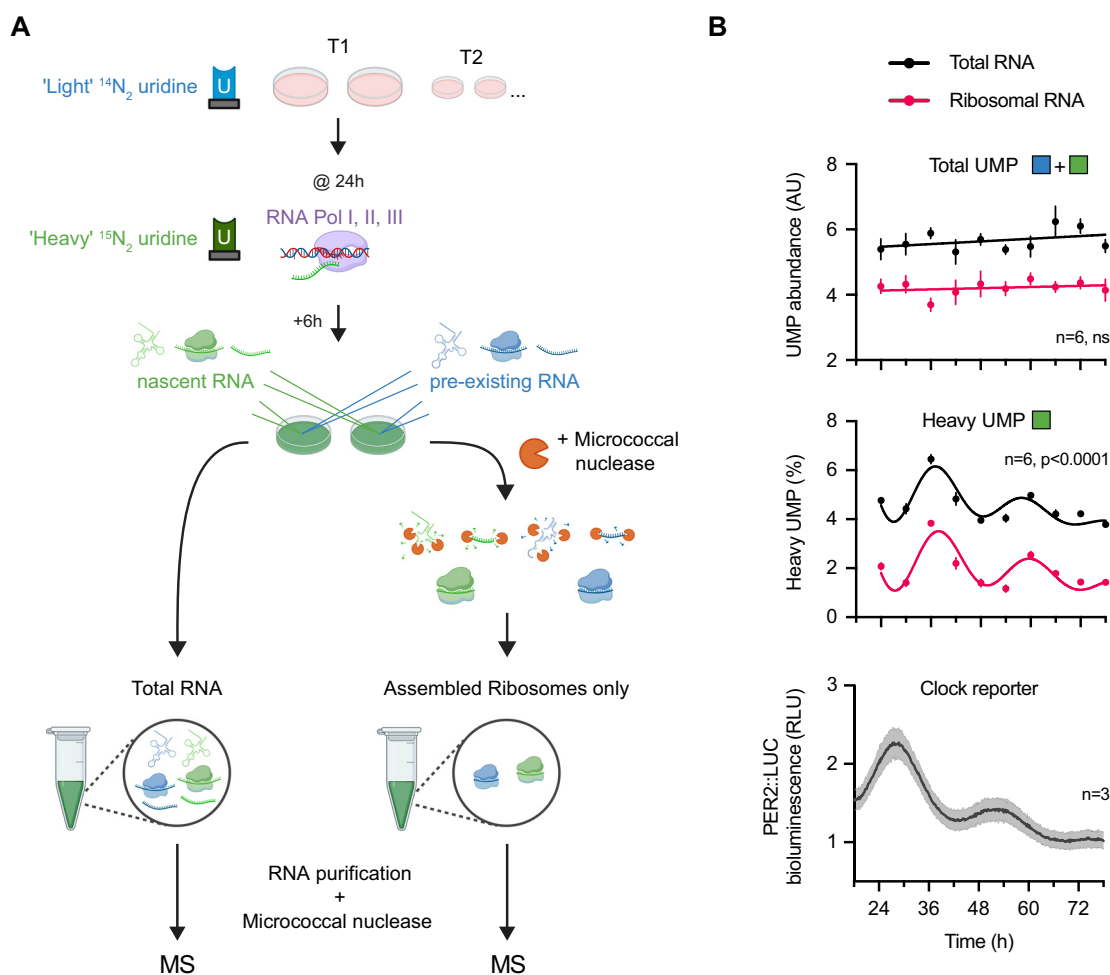 A
T1
T2
'Light' ¹⁴N₂ uridine
U
...
@ 24h
'Heavy' ¹⁵N₂ uridine
U
RNA Pol I, II, III
+6h
nascent RNA
pre-existing RNA
+ Micrococcal
nuclease
Total RNA
Assembled Ribosomes only
RNA purification
+
Micrococcal nuclease
MS
MS
B
Total RNA
Ribosomal RNA
Total UMP +
UMP abundance (AU)
8
6
4
2
n=6, ns
Heavy UMP
n=6, p<0.0001
Heavy UMP (%)
8
6
4
2
0
Clock reporter
PER2::LUC
bioluminescence (RLU)
3
2
1
n=3
24 36 48 60 72
Time (h)